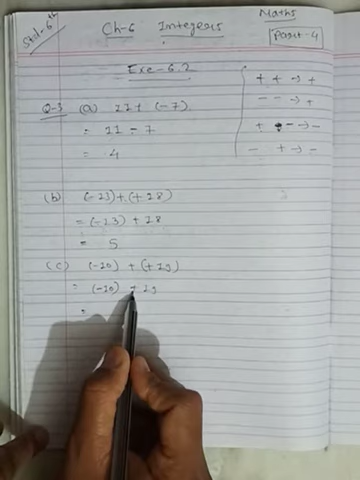 Std-6th
Ch-6 Integers
Maths
Part-4
Exe-6.2
+ + → +
- - → +
+ - → -
- + → -
Q-3 (a) 11+ (-7)
= 11 - 7
= 4
(b) (-13)+(+18)
= (-13) + 18
= 5
(c) (-10) + (+19)
= (-10) + 19
=